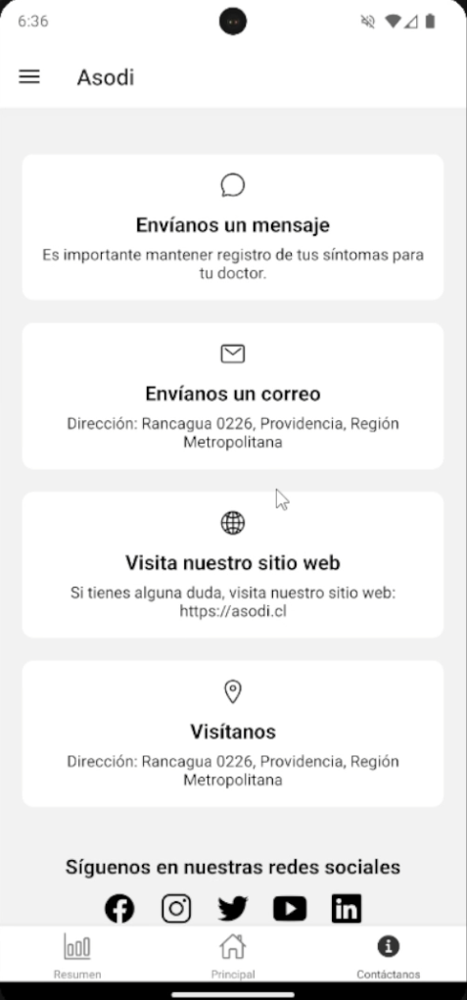 6:36
Asodi
Envíanos un mensaje
Es importante mantener registro de tus síntomas para
tu doctor.
Envíanos un correo
Dirección: Rancagua 0226, Providencia, Región
Metropolitana
Visita nuestro sitio web
Si tienes alguna duda, visita nuestro sitio web:
https://asodi.cl
Visítanos
Dirección: Rancagua 0226, Providencia, Región
Metropolitana
Síguenos en nuestras redes sociales
Resumen
Principal
Contáctanos